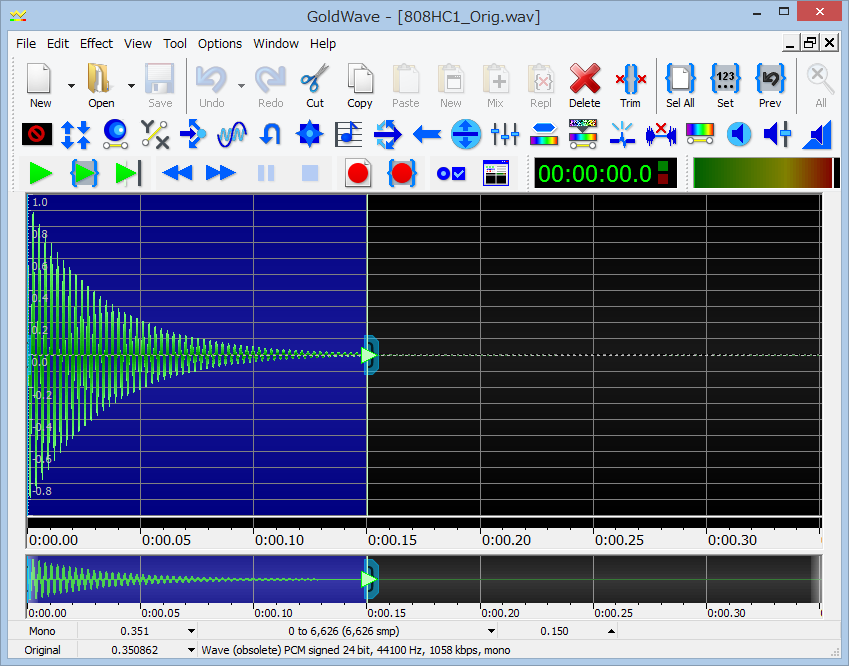 GoldWave - [808HC1_Orig.wav]
File Edit Effect View Tool Options Window Help
New Open Save Undo Redo Cut Copy Paste New Mix Repl Delete Trim Sel All Set Prev All
123
00:00:00.0
1.0
0.8
0.6
0.4
0.2
0.0
-0.2
-0.4
-0.6
-0.8
0:00.00 0:00.05 0:00.10 0:00.15 0:00.20 0:00.25 0:00.30
0:00.00 0:00.05 0:00.10 0:00.15 0:00.20 0:00.25 0:00.30
Mono 0.351 0 to 6,626 (6,626 smp) 0.150
Original 0.350862 Wave (obsolete) PCM signed 24 bit, 44100 Hz, 1058 kbps, mono